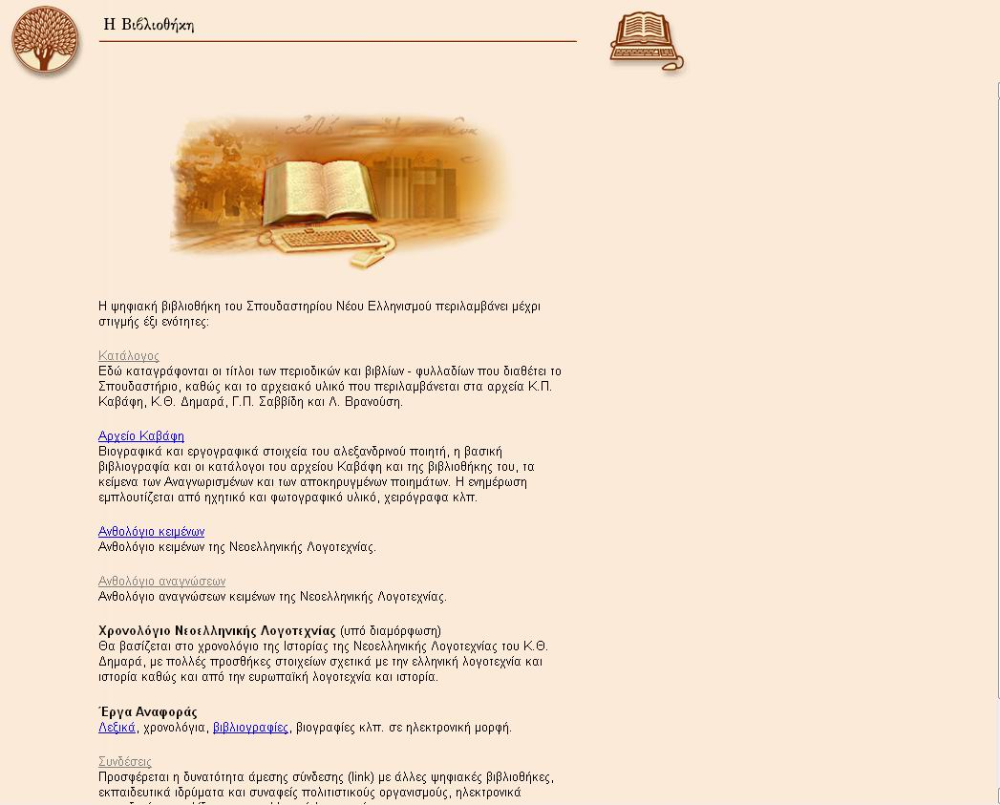 Η Βιβλιοθήκη
Η ψηφιακή βιβλιοθήκη του Σπουδαστηρίου Νέου Ελληνισμού περιλαμβάνει μέχρι
στιγμής έξι ενότητες:
Κατάλογος
Εδώ καταγράφονται οι τίτλοι των περιοδικών και βιβλίων - φυλλαδίων που διαθέτει το
Σπουδαστήριο, καθώς και το αρχειακό υλικό που περιλαμβάνεται στα αρχεία Κ.Π.
Καβάφη, Κ.Θ. Δημαρά, Γ.Π. Σαββίδη και Λ. Βρανούση.
Αρχείο Καβάφη
Βιογραφικά και εργογραφικά στοιχεία του αλεξανδρινού ποιητή, η βασική
βιβλιογραφία και οι κατάλογοι του αρχείου Καβάφη και της βιβλιοθήκης του, τα
κείμενα των Αναγνωρισμένων και των αποκηρυγμένων ποιημάτων. Η ενημέρωση
εμπλουτίζεται από ηχητικό και φωτογραφικό υλικό, χειρόγραφα κλπ.
Ανθολόγιο κειμένων
Ανθολόγιο κειμένων της Νεοελληνικής Λογοτεχνίας.
Ανθολόγιο αναγνώσεων
Ανθολόγιο αναγνώσεων κειμένων της Νεοελληνικής Λογοτεχνίας.
Χρονολόγιο Νεοελληνικής Λογοτεχνίας (υπό διαμόρφωση)
Θα βασίζεται στο χρονολόγιο της Ιστορίας της Νεοελληνικής Λογοτεχνίας του Κ.Θ.
Δημαρά, με πολλές προσθήκες στοιχείων σχετικά με την ελληνική λογοτεχνία και
ιστορία καθώς και από την ευρωπαϊκή λογοτεχνία και ιστορία.
Έργα Αναφοράς
Λεξικά, χρονολόγια, βιβλιογραφίες, βιογραφίες κλπ. σε ηλεκτρονική μορφή.
Συνδέσεις
Προσφέρεται η δυνατότητα άμεσης σύνδεσης (link) με άλλες ψηφιακές βιβλιοθήκες,
εκπαιδευτικά ιδρύματα και συναφείς πολιτιστικούς οργανισμούς, ηλεκτρονικά